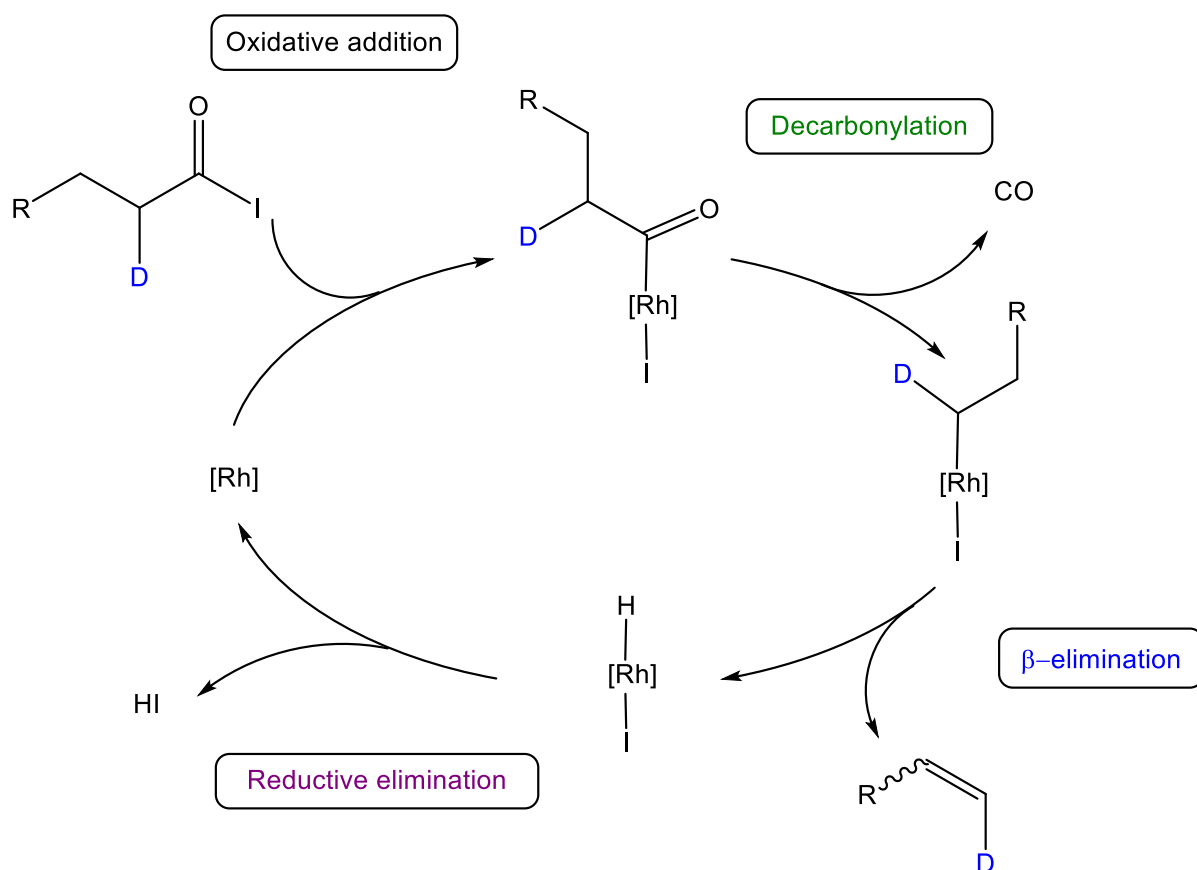 Oxidative addition
O
R
I
D
R
O
D
[Rh]
I
Decarbonylation
CO
R
D
[Rh]
I
β−elimination
R
D
H
[Rh]
I
Reductive elimination
HI
[Rh]